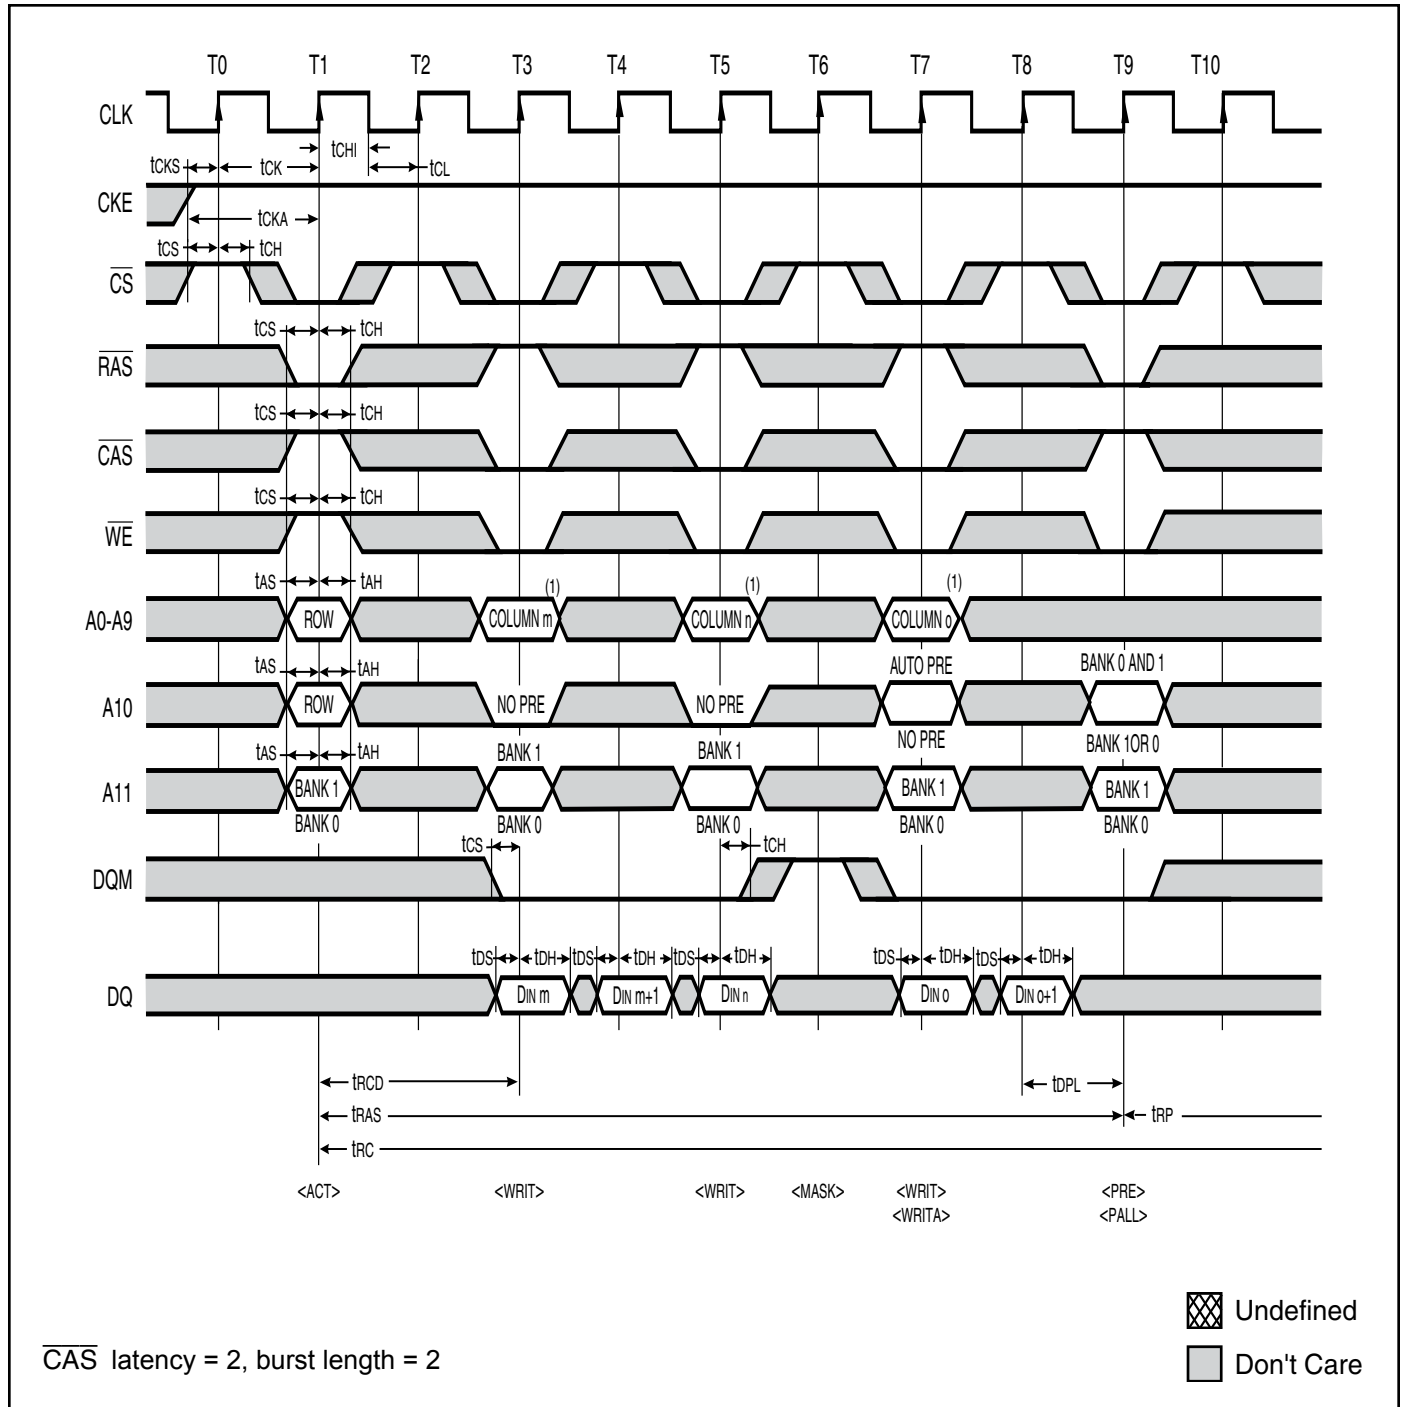 T0 T1 T2 T3 T4 T5 T6 T7 T8 T9 T10
CLK
tCHI
tCKS tCK tCL
CKE
tCKA
tCS tCH
CS
tCS tCH
RAS
tCS tCH
CAS
tCS tCH
WE
tAS tAH (1) (1) (1)
A0-A9 ROW COLUMN m COLUMN n COLUMN o
tAS tAH AUTO PRE BANK 0 AND 1
A10 ROW NO PRE NO PRE
NO PRE BANK 1OR 0
tAS tAH BANK 1 BANK 1
A11 BANK 1 BANK 1 BANK 1
BANK 0 BANK 0 BANK 0 BANK 0 BANK 0
tCS tCH
DQM
tDS tDH tDS tDH tDS tDH tDS tDH tDS tDH
DQ DIN m DIN m+1 DIN n DIN o DIN o+1
tRCD tDPL
tRAS tRP
tRC
<ACT> <WRIT> <WRIT> <MASK> <WRIT> <PRE>
<WRITA> <PALL>
Undefined
CAS latency = 2, burst length = 2
Don't Care